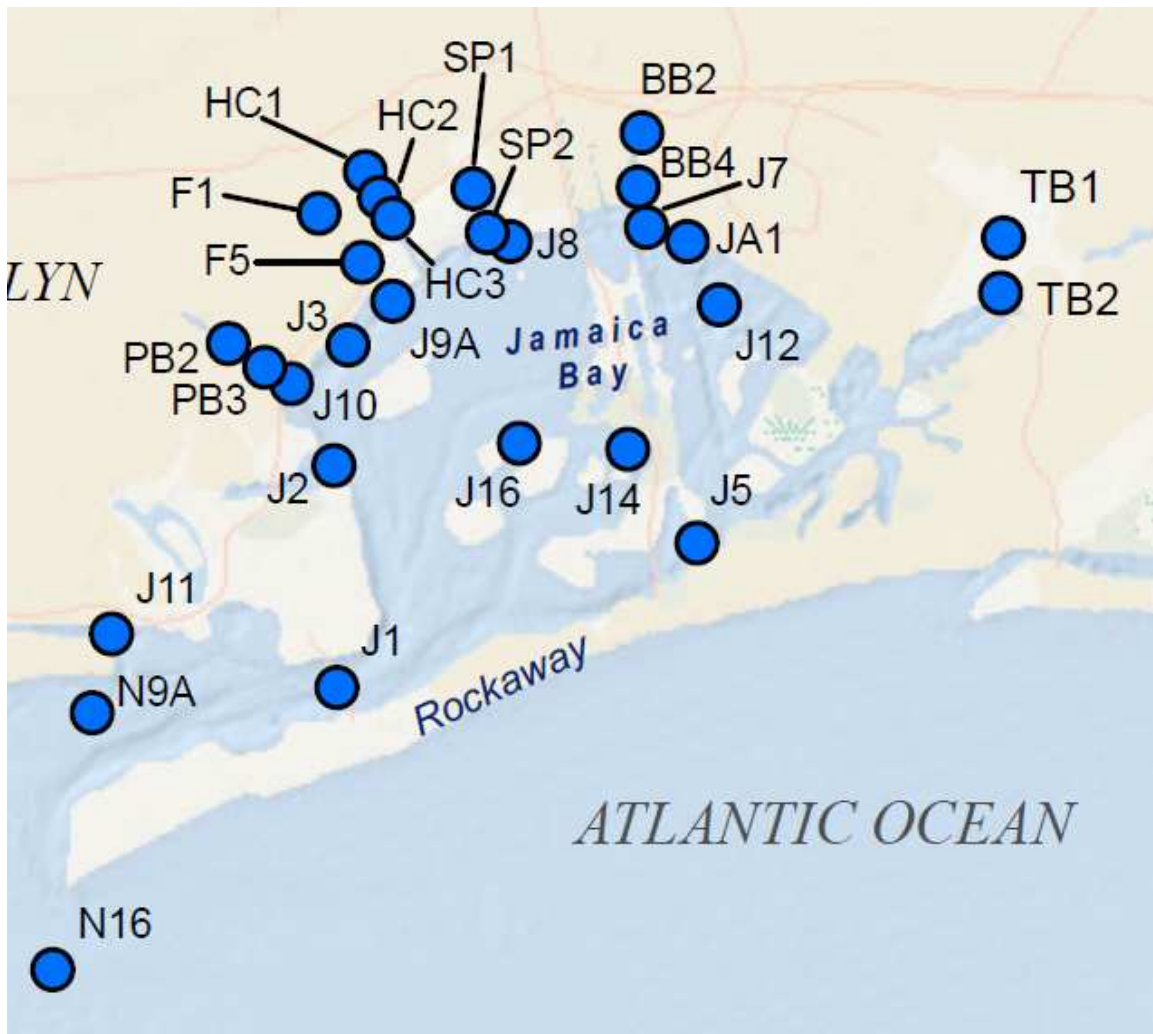 SP1
BB2
HC1
HC2
SP2
BB4
J7
F1
TB1
JA1
J8
F5
LYN
HC3
TB2
J3
J9A
Jamaica
Bay
J12
PB2
PB3
J10
J2
J16
J14
J5
J11
J1
N9A
Rockaway
ATLANTIC OCEAN
N16